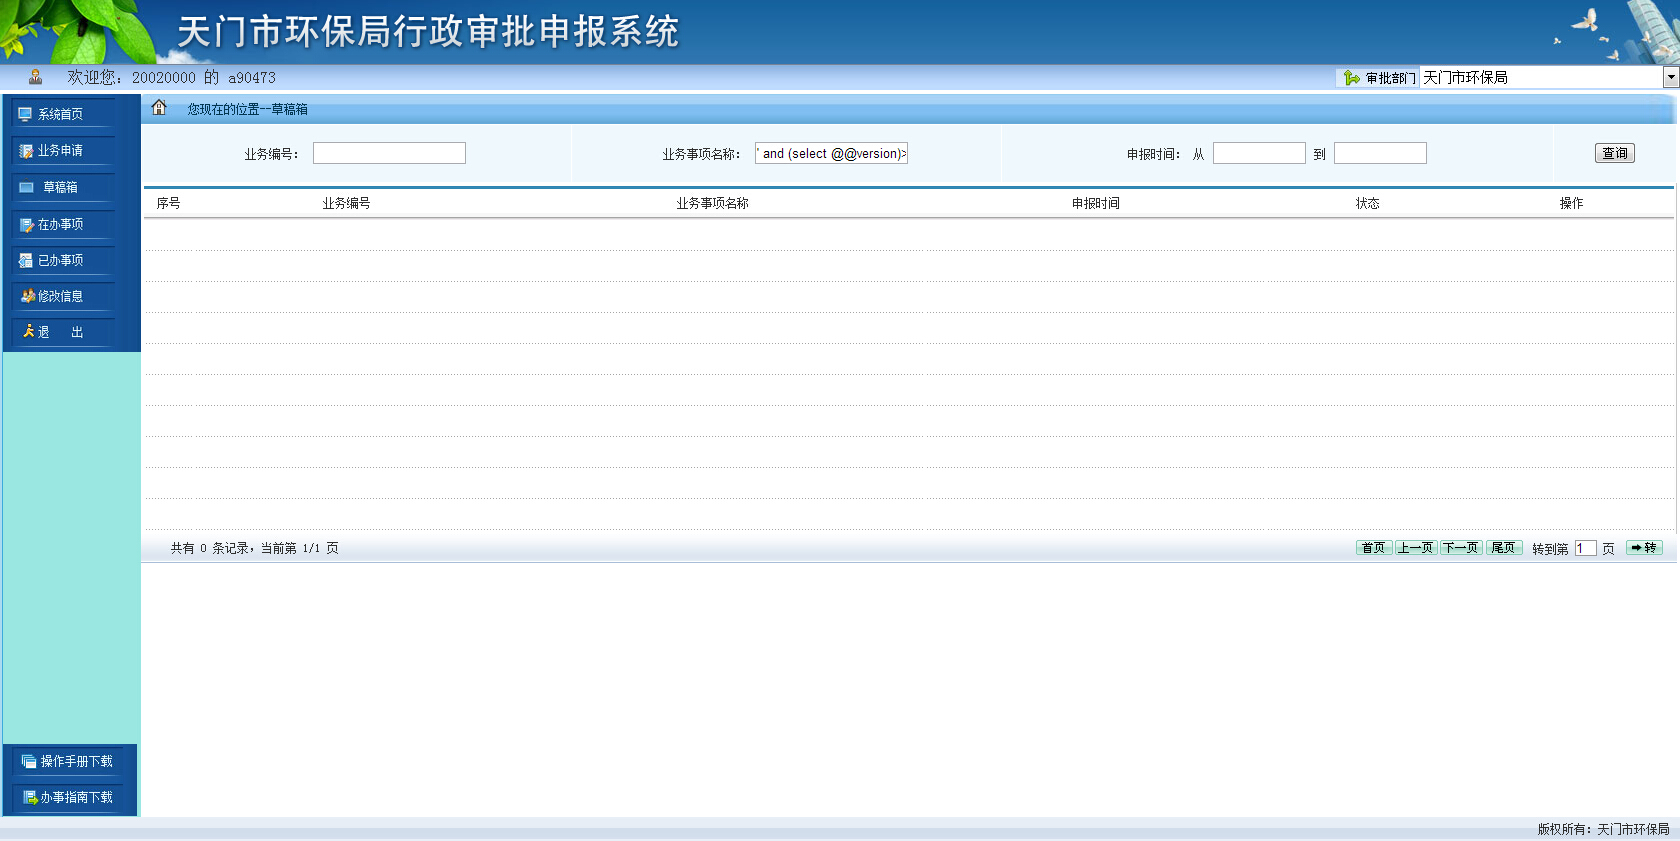 天门市环保局行政审批申报系统
欢迎您：20020000 的 a90473
审批部门 天门市环保局
系统首页
业务申请
草稿箱
在办事项
已办事项
修改信息
退 出
操作手册下载
办事指南下载
您现在的位置--草稿箱
业务编号： 业务事项名称： ' and (select @@version)> 申报时间： 从 到 查询
序号 业务编号 业务事项名称 申报时间 状态 操作
共有 0 条记录，当前第 1/1 页 首页 上一页 下一页 尾页 转到第 1 页 转
版权所有：天门市环保局